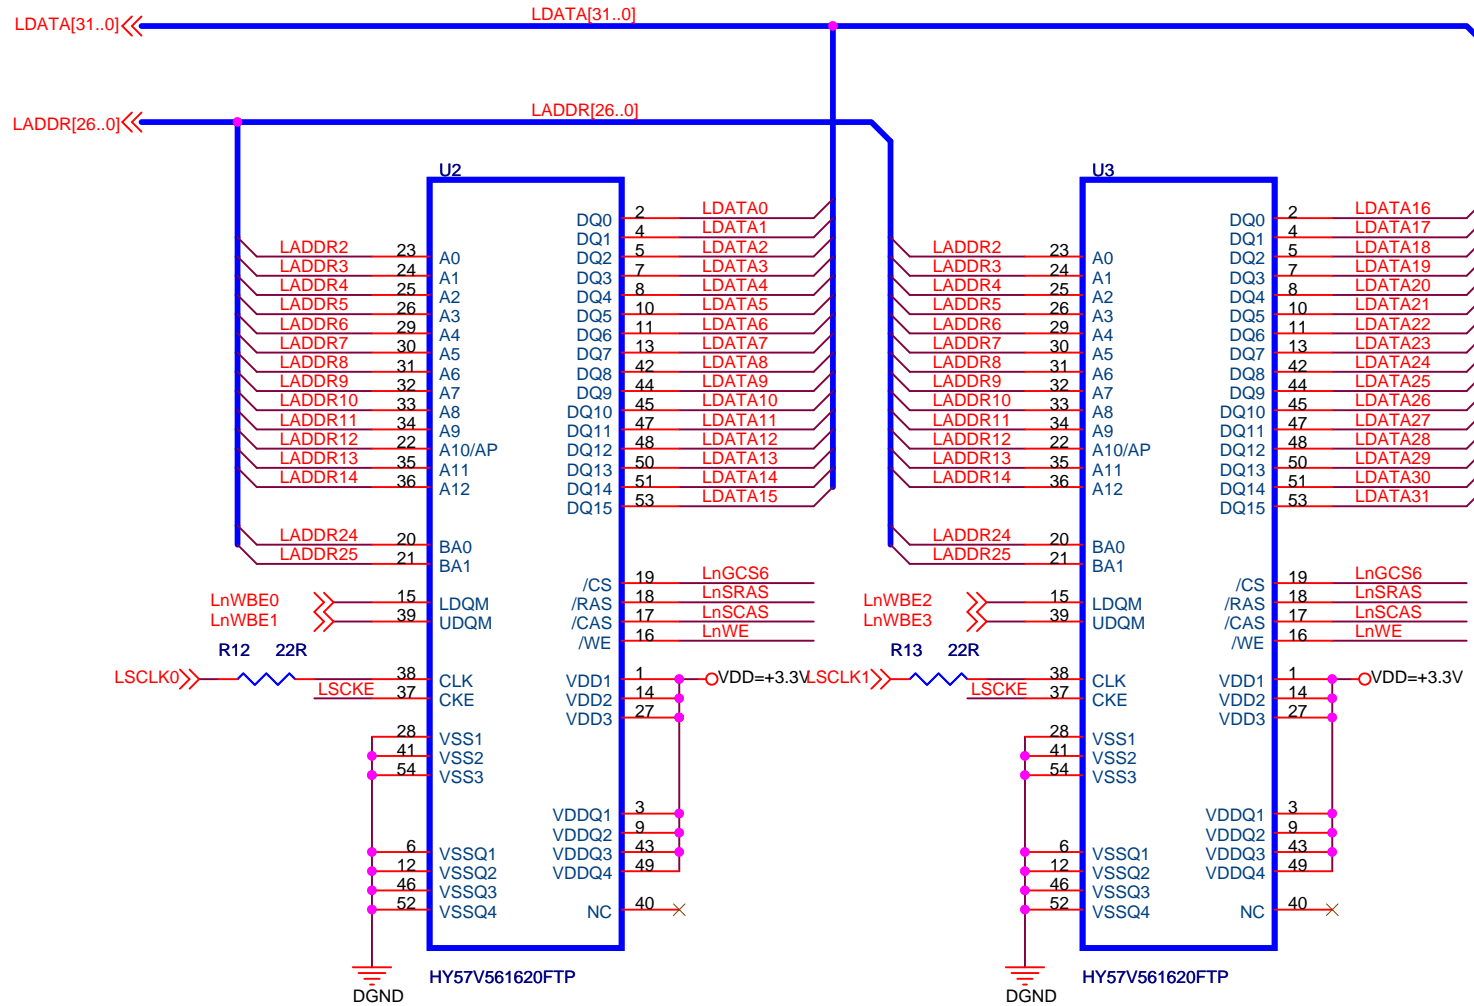 LDATA[31..0]
LDATA[31..0]
LADDR[26..0]
LADDR[26..0]
U2
DQ0 2 LDATA0
DQ1 4 LDATA1
LADDR2 23 A0 DQ2 5 LDATA2
LADDR3 24 A1 DQ3 7 LDATA3
LADDR4 25 A2 DQ4 8 LDATA4
LADDR5 26 A3 DQ5 10 LDATA5
LADDR6 29 A4 DQ6 11 LDATA6
LADDR7 30 A5 DQ7 13 LDATA7
LADDR8 31 A6 DQ8 42 LDATA8
LADDR9 32 A7 DQ9 44 LDATA9
LADDR10 33 A8 DQ10 45 LDATA10
LADDR11 34 A9 DQ11 47 LDATA11
LADDR12 22 A10/AP DQ12 48 LDATA12
LADDR13 35 A11 DQ13 50 LDATA13
LADDR14 36 A12 DQ14 51 LDATA14
DQ15 53 LDATA15
LADDR24 20 BA0
LADDR25 21 BA1
/CS 19 LnGCS6
LnWBE0 15 LDQM /RAS 18 LnSRAS
LnWBE1 39 UDQM /CAS 17 LnSCAS
/WE 16 LnWE
R12 22R
LSCLK0 38 CLK VDD1 1 VDD=+3.3V
LSCKE 37 CKE VDD2 14
VDD3 27
28 VSS1
41 VSS2
54 VSS3
VDDQ1 3
VDDQ2 9
6 VSSQ1 VDDQ3 43
12 VSSQ2 VDDQ4 49
46 VSSQ3
52 VSSQ4 NC 40
HY57V561620FTP
DGND
U3
DQ0 2 LDATA16
DQ1 4 LDATA17
LADDR2 23 A0 DQ2 5 LDATA18
LADDR3 24 A1 DQ3 7 LDATA19
LADDR4 25 A2 DQ4 8 LDATA20
LADDR5 26 A3 DQ5 10 LDATA21
LADDR6 29 A4 DQ6 11 LDATA22
LADDR7 30 A5 DQ7 13 LDATA23
LADDR8 31 A6 DQ8 42 LDATA24
LADDR9 32 A7 DQ9 44 LDATA25
LADDR10 33 A8 DQ10 45 LDATA26
LADDR11 34 A9 DQ11 47 LDATA27
LADDR12 22 A10/AP DQ12 48 LDATA28
LADDR13 35 A11 DQ13 50 LDATA29
LADDR14 36 A12 DQ14 51 LDATA30
DQ15 53 LDATA31
LADDR24 20 BA0
LADDR25 21 BA1
/CS 19 LnGCS6
LnWBE2 15 LDQM /RAS 18 LnSRAS
LnWBE3 39 UDQM /CAS 17 LnSCAS
/WE 16 LnWE
R13 22R
LSCLK1 38 CLK VDD1 1 VDD=+3.3V
LSCKE 37 CKE VDD2 14
VDD3 27
28 VSS1
41 VSS2
54 VSS3
VDDQ1 3
VDDQ2 9
6 VSSQ1 VDDQ3 43
12 VSSQ2 VDDQ4 49
46 VSSQ3
52 VSSQ4 NC 40
HY57V561620FTP
DGND